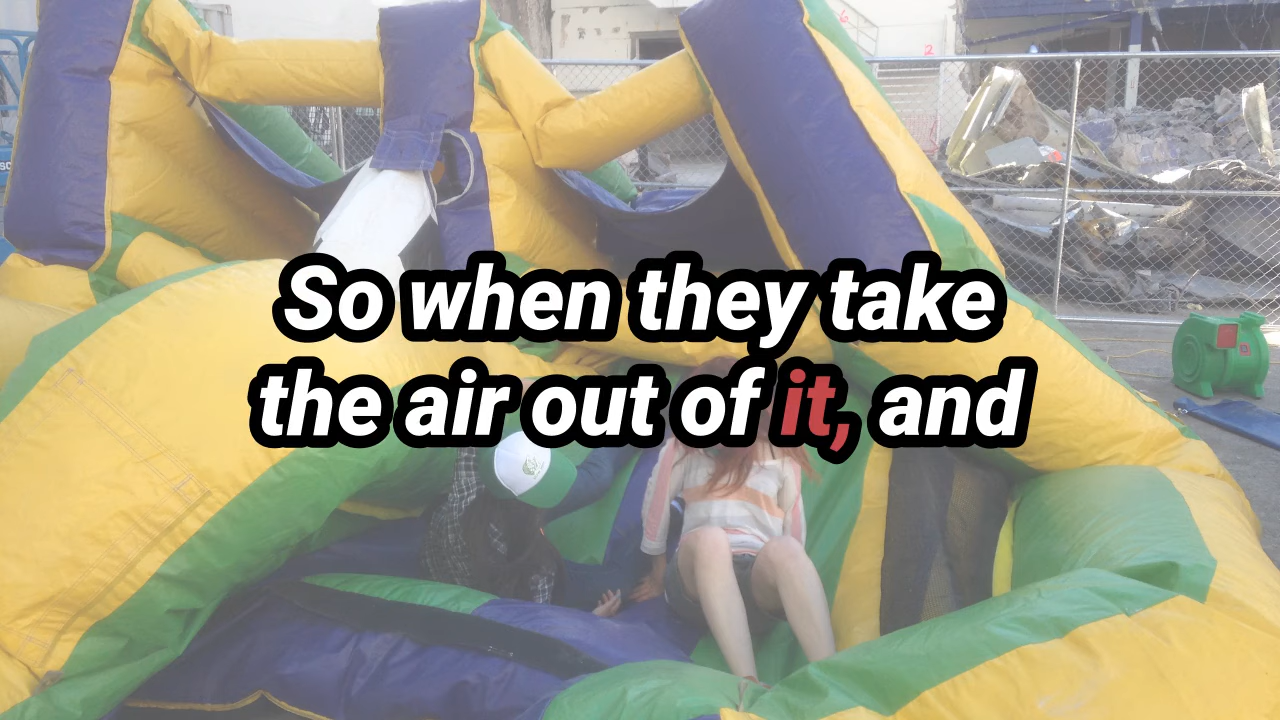 So when they take
the air out of it, and